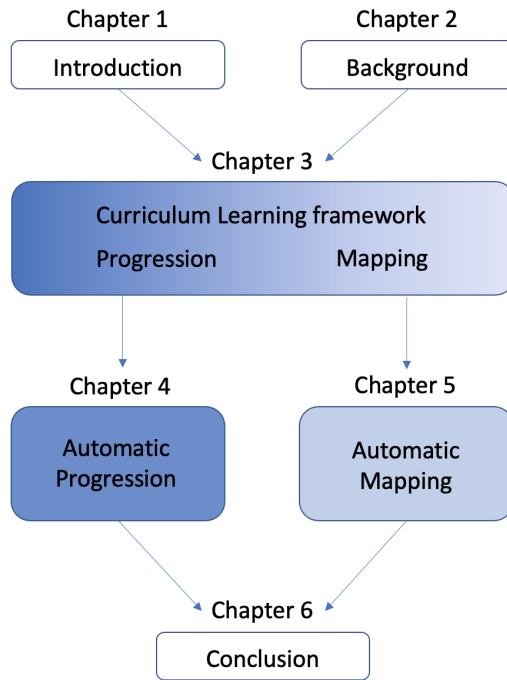 Chapter 1
Chapter 2
Introduction
Background
Chapter 3
Curriculum Learning framework
Progression
Mapping
Chapter 4
Chapter 5
Automatic
Progression
Automatic
Mapping
Chapter 6
Conclusion